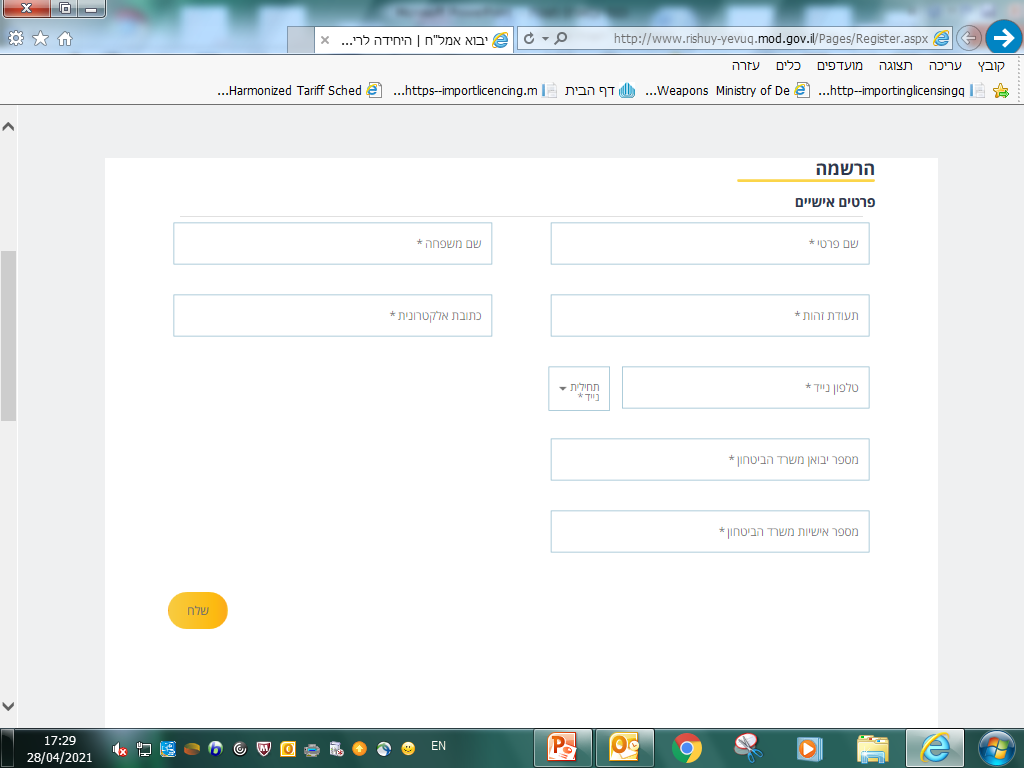 יבוא אמל"ח | היחידה לרי...
http://www.rishuy-yevuq.mod.gov.il/Pages/Register.aspx
קובץ עריכה תצוגה מועדפים כלים עזרה
http--importinglicensingq...
Weapons Ministry of De...
דף הבית
https--importlicencing.m...
Harmonized Tariff Sched...
הרשמה
פרטים אישיים
שם פרטי *
שם משפחה *
תעודת זהות *
כתובת אלקטרונית *
טלפון נייד *
תחילית
נייד *
מספר יבואן משרד הביטחון *
מספר אישיות משרד הביטחון *
שלח
EN
17:29
28/04/2021